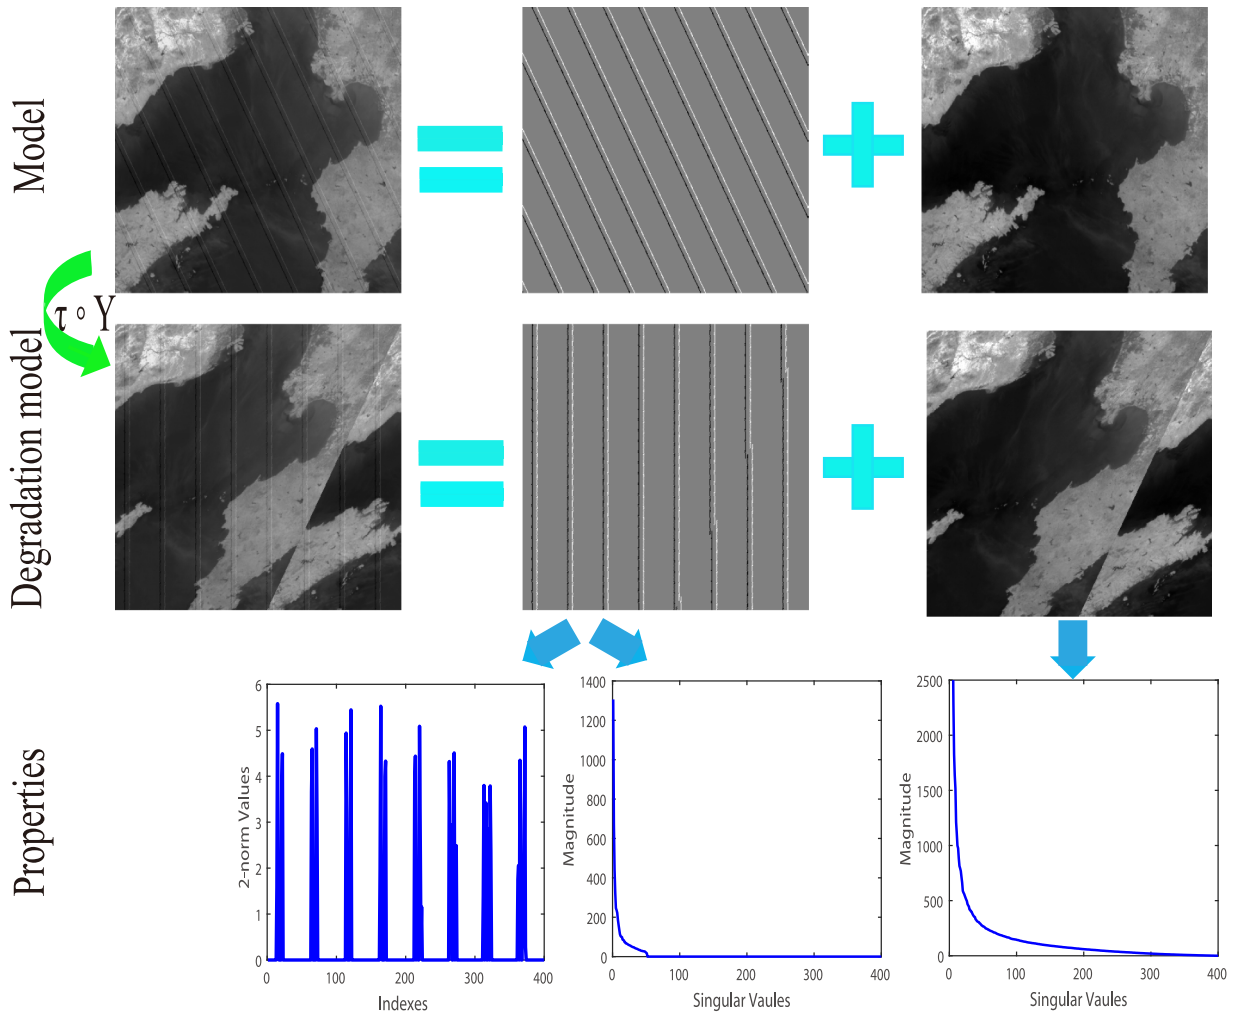 Model
τ ∘ Y
Degradation model
Properties
6
5
4
3
2
1
0
2-norm Values
0 100 200 300 400
Indexes
1400
1200
1000
800
600
400
200
0
Magnitude
0 100 200 300 400
Singular Vaules
2500
2000
1500
1000
500
0
Magnitude
0 100 200 300 400
Singular Vaules